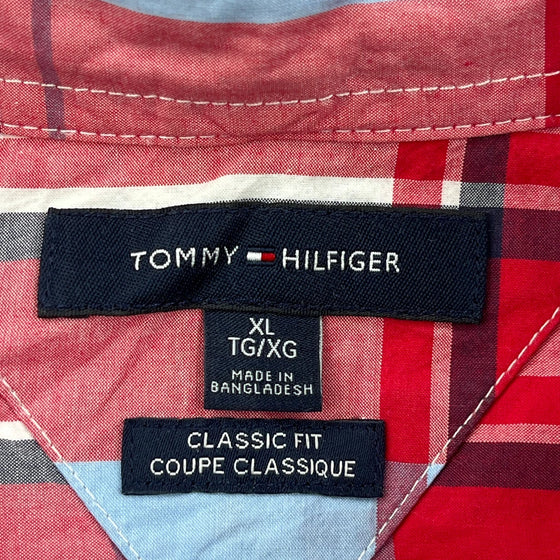 TOMMY HILFIGER
XL
TG/XG
MADE IN
BANGLADESH
CLASSIC FIT
COUPE CLASSIQUE